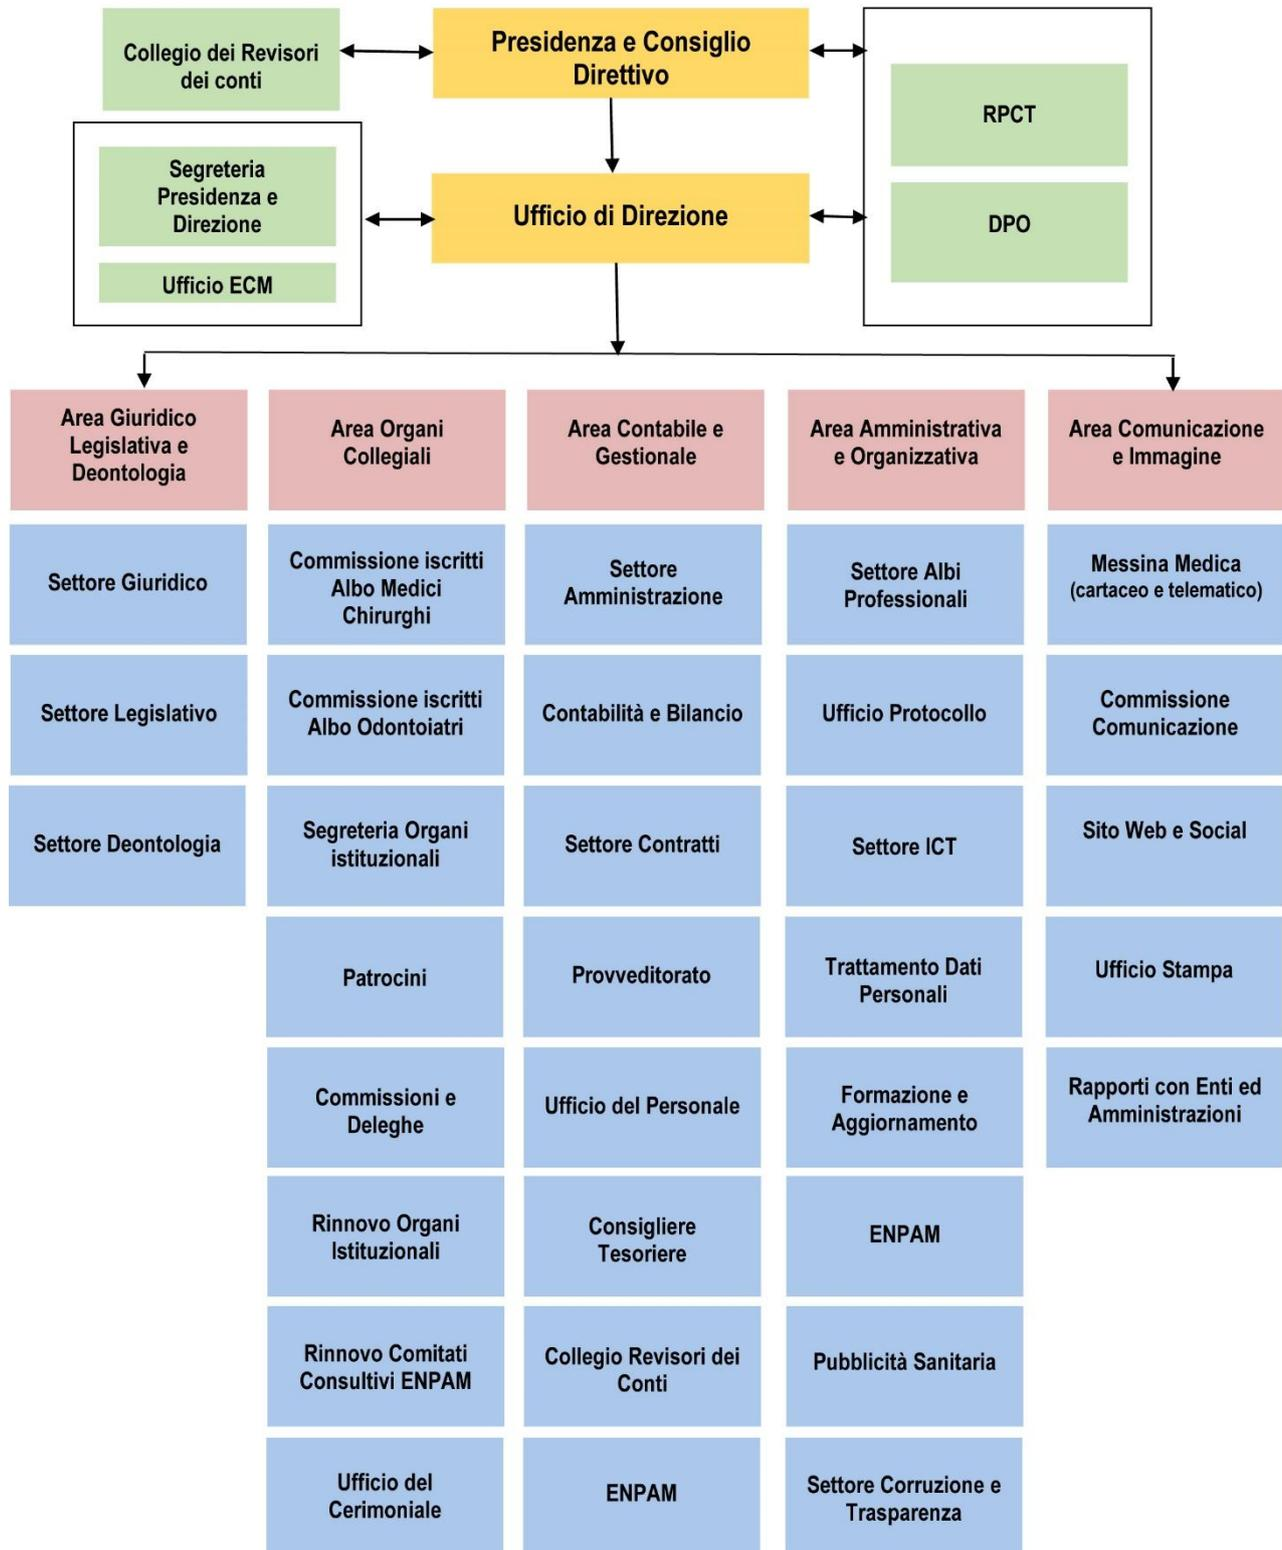 Collegio dei Revisori
dei conti
Presidenza e Consiglio
Direttivo
RPCT
DPO
Segreteria
Presidenza e
Direzione
Ufficio ECM
Ufficio di Direzione
Area Giuridico
Legislativa e
Deontologia
Settore Giuridico
Settore Legislativo
Settore Deontologia
Area Organi
Collegiali
Commissione iscritti
Albo Medici
Chirurghi
Commissione iscritti
Albo Odontoiatri
Segreteria Organi
istituzionali
Patrocini
Commissioni e
Deleghe
Rinnovo Organi
Istituzionali
Rinnovo Comitati
Consultivi ENPAM
Ufficio del
Cerimoniale
Area Contabile e
Gestionale
Settore
Amministrazione
Contabilità e Bilancio
Settore Contratti
Provveditorato
Ufficio del Personale
Consigliere
Tesoriere
Collegio Revisori dei
Conti
ENPAM
Area Amministrativa
e Organizzativa
Settore Albi
Professionali
Ufficio Protocollo
Settore ICT
Trattamento Dati
Personali
Formazione e
Aggiornamento
ENPAM
Pubblicità Sanitaria
Settore Corruzione e
Trasparenza
Area Comunicazione
e Immagine
Messina Medica
(cartaceo e telematico)
Commissione
Comunicazione
Sito Web e Social
Ufficio Stampa
Rapporti con Enti ed
Amministrazioni